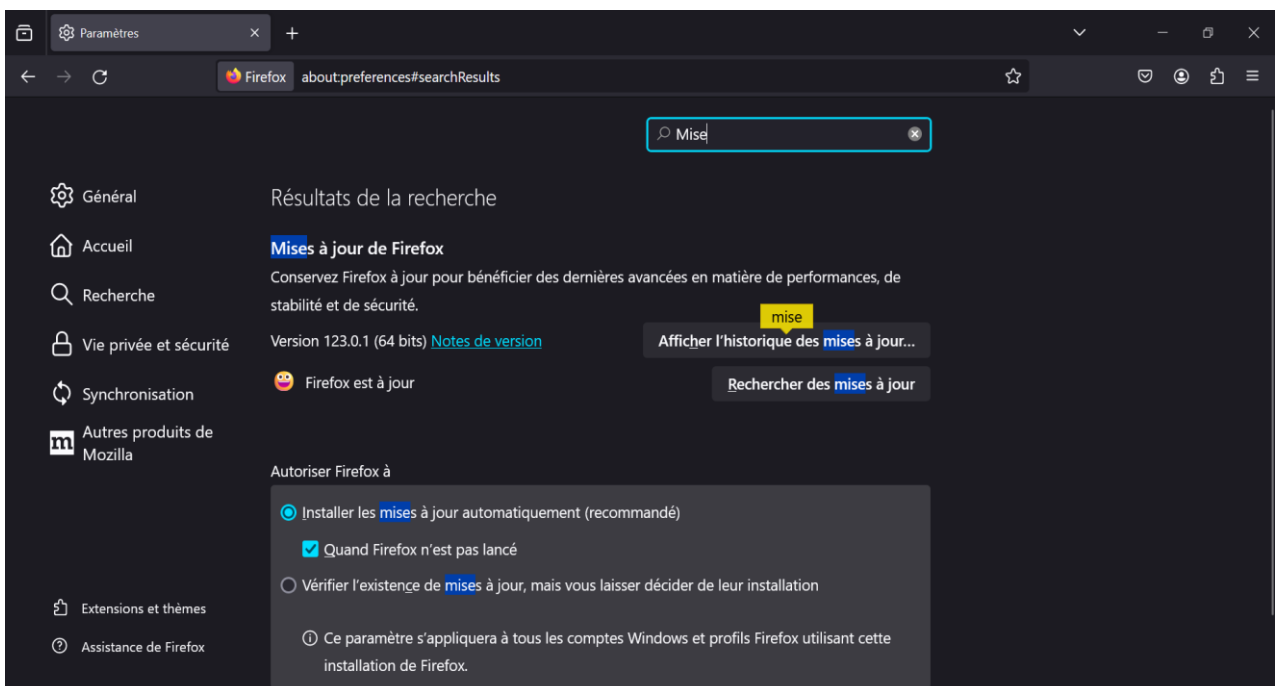 Paramètres
Firefox about:preferences#searchResults
Mise
Général
Accueil
Recherche
Vie privée et sécurité
Synchronisation
Autres produits de
Mozilla
Extensions et thèmes
Assistance de Firefox
Résultats de la recherche
Mises à jour de Firefox
Conservez Firefox à jour pour bénéficier des dernières avancées en matière de performances, de
stabilité et de sécurité.
mise
Version 123.0.1 (64 bits) Notes de version
Afficher l’historique des mises à jour...
Firefox est à jour
Rechercher des mises à jour
Autoriser Firefox à
Installer les mises à jour automatiquement (recommandé)
Quand Firefox n’est pas lancé
Vérifier l’existence de mises à jour, mais vous laisser décider de leur installation
Ce paramètre s’appliquera à tous les comptes Windows et profils Firefox utilisant cette
installation de Firefox.